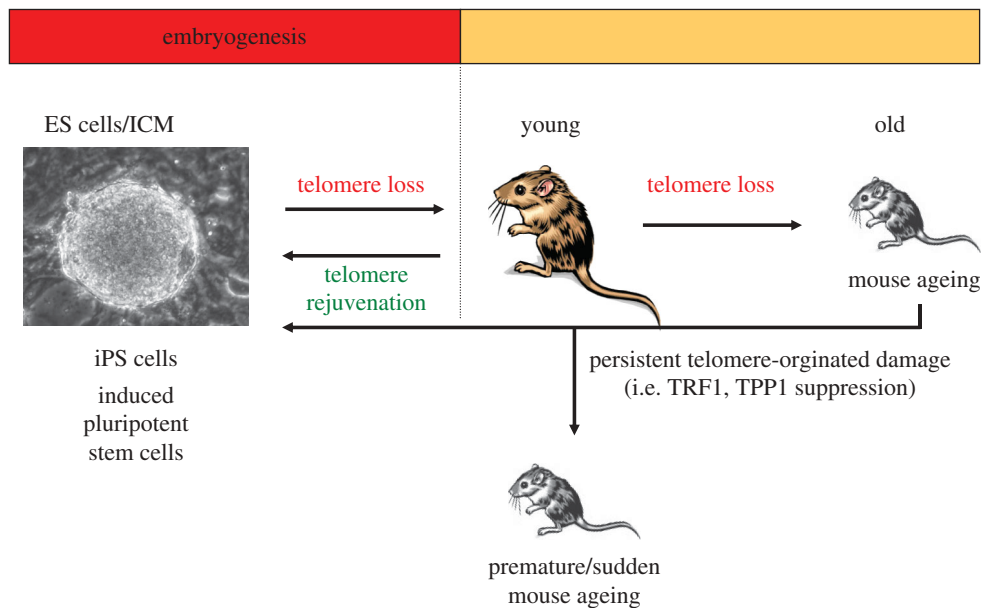 embryogenesis
ES cells/ICM
young
old
telomere loss
telomere loss
telomere
rejuvenation
mouse ageing
iPS cells
induced
pluripotent
stem cells
persistent telomere-orginated damage
(i.e. TRF1, TPP1 suppression)
premature/sudden
mouse ageing